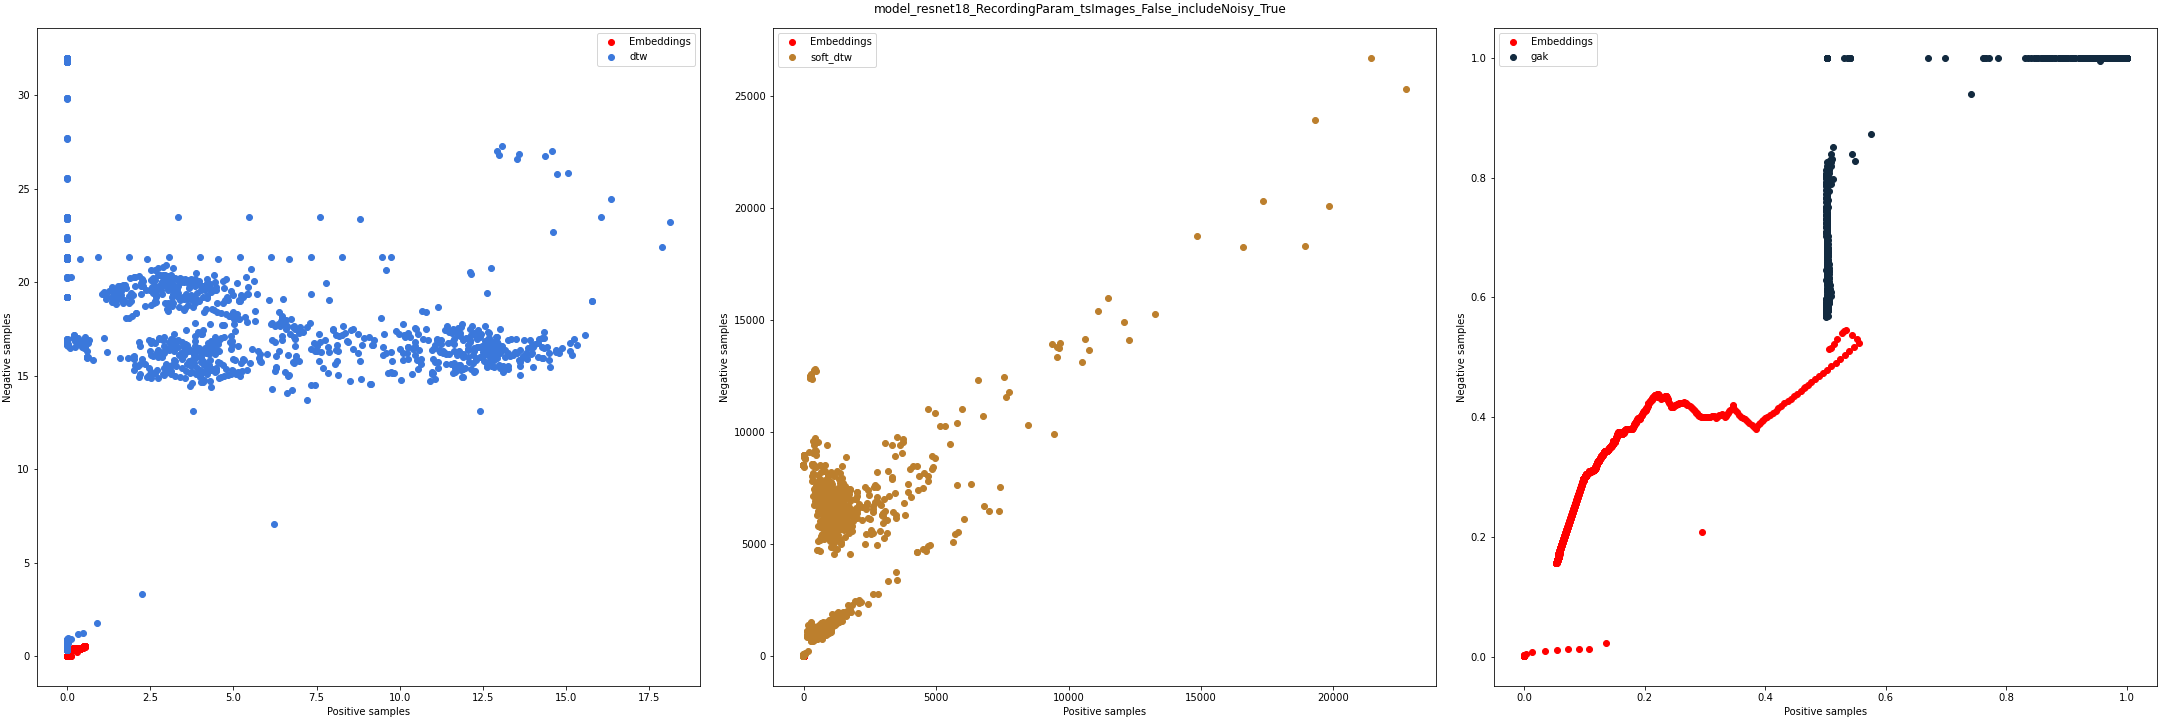 model_resnet18_RecordingParam_tsImages_False_includeNoisy_True
Embeddings
dtw
Negative samples
30
25
20
15
10
5
0
0.0 2.5 5.0 7.5 10.0 12.5 15.0 17.5
Positive samples
Embeddings
soft_dtw
Negative samples
25000
20000
15000
10000
5000
0
0 5000 10000 15000 20000
Positive samples
Embeddings
gak
Negative samples
1.0
0.8
0.6
0.4
0.2
0.0
0.0 0.2 0.4 0.6 0.8 1.0
Positive samples